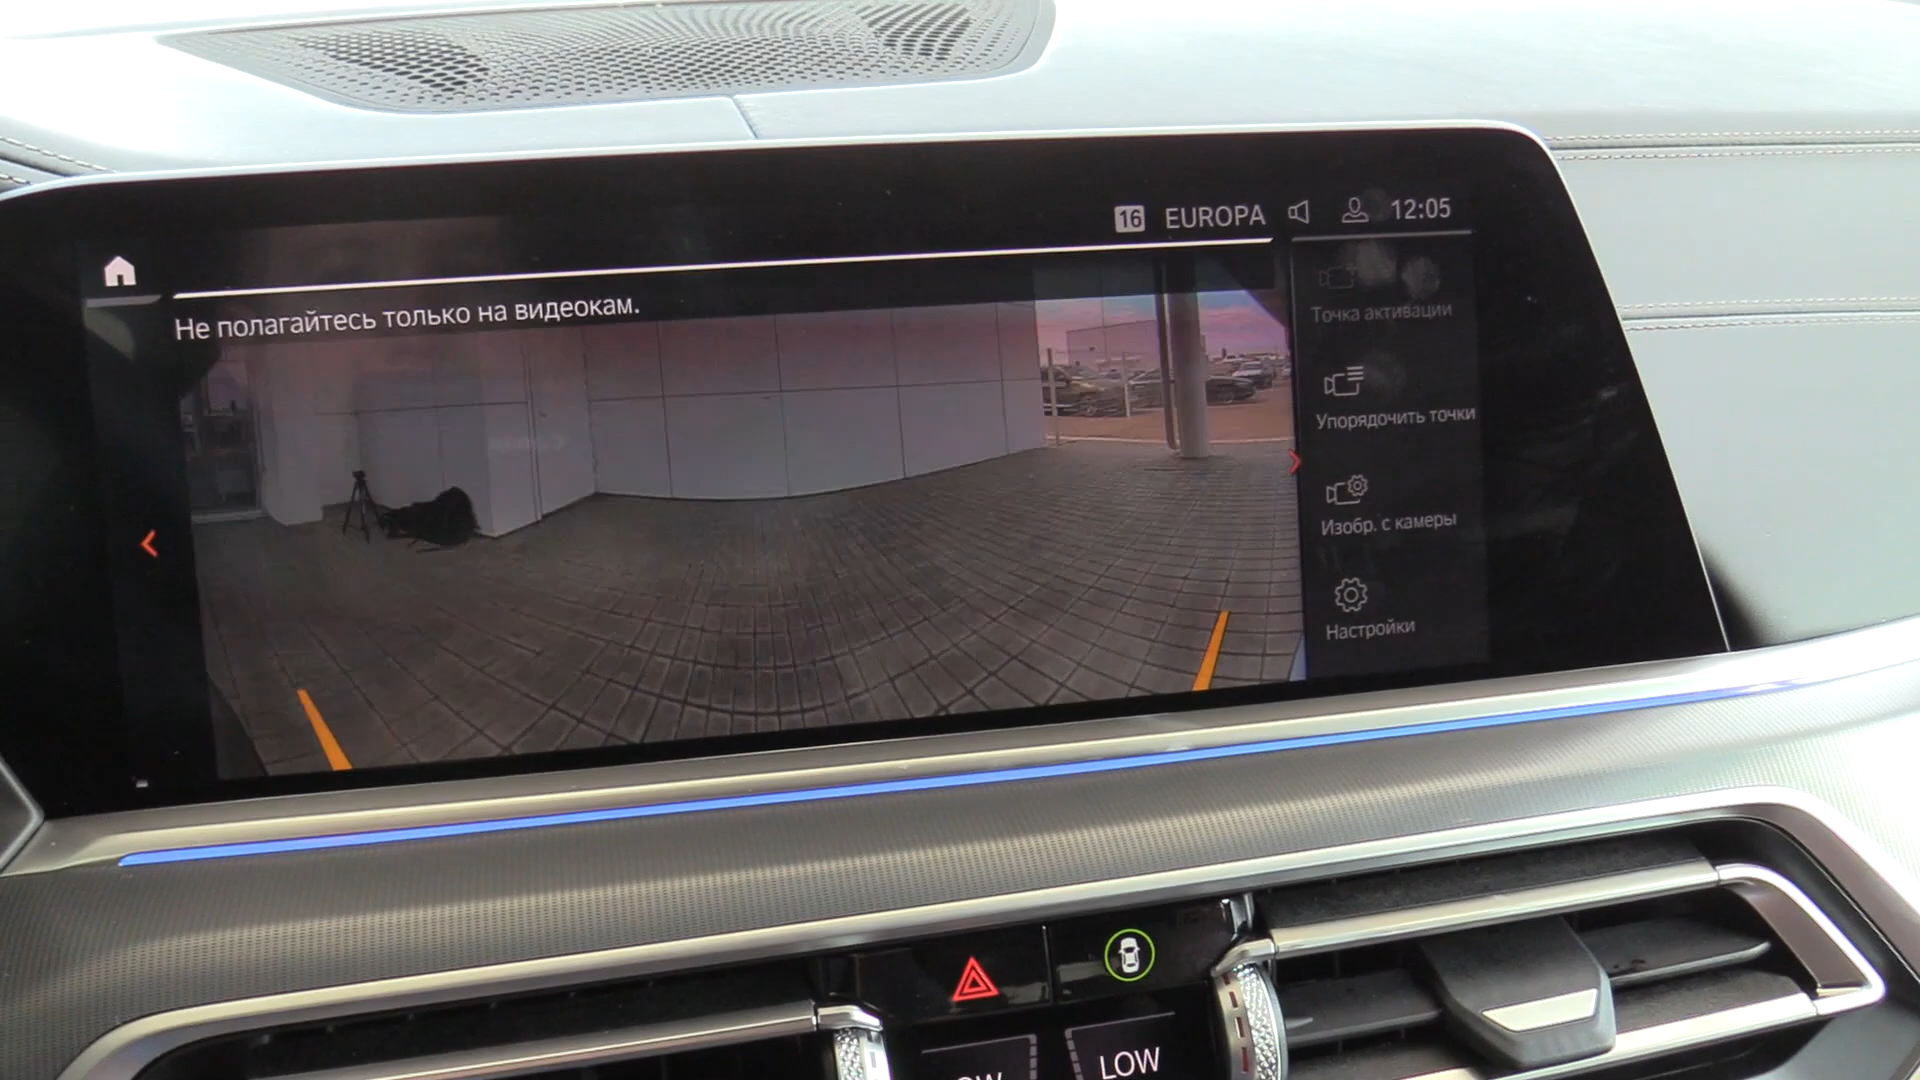 16 EUROPA 12:05
Не полагайтесь только на видеокам.
Точка активации
Упорядочить точки
Изобр. с камеры
Настройки
LOW